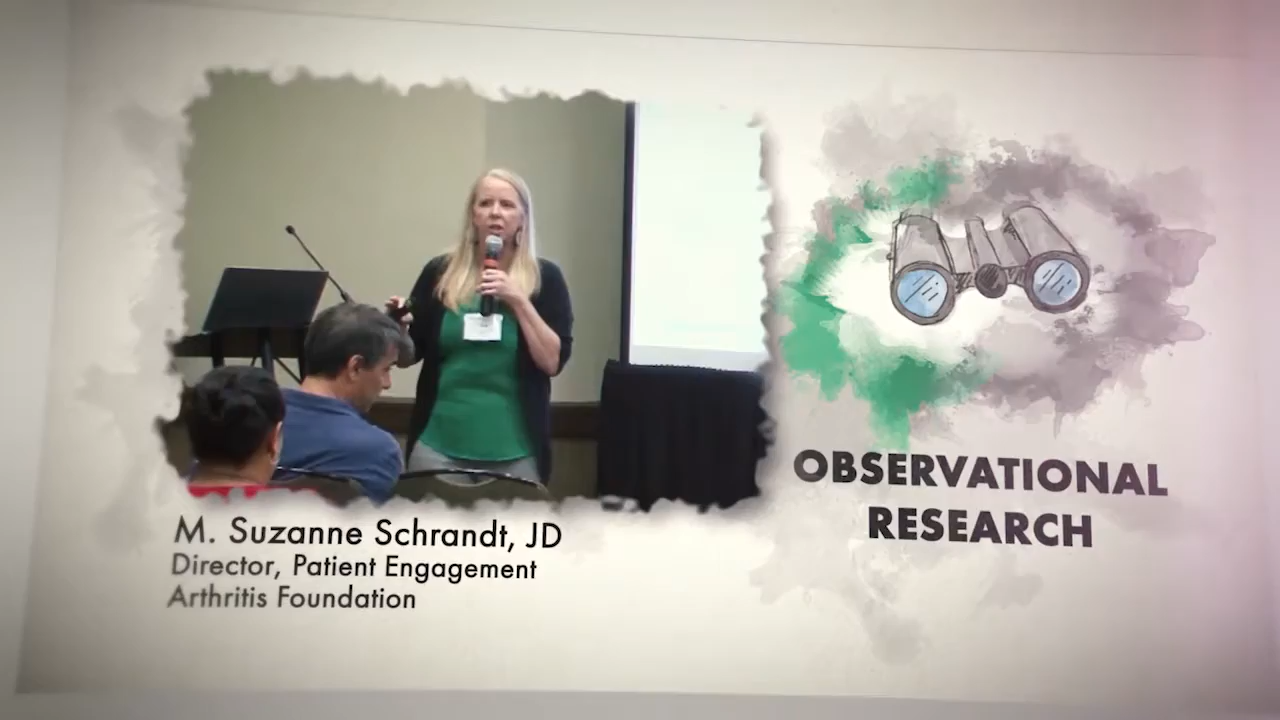 M. Suzanne Schrandt, JD
Director, Patient Engagement
Arthritis Foundation
OBSERVATIONAL
RESEARCH